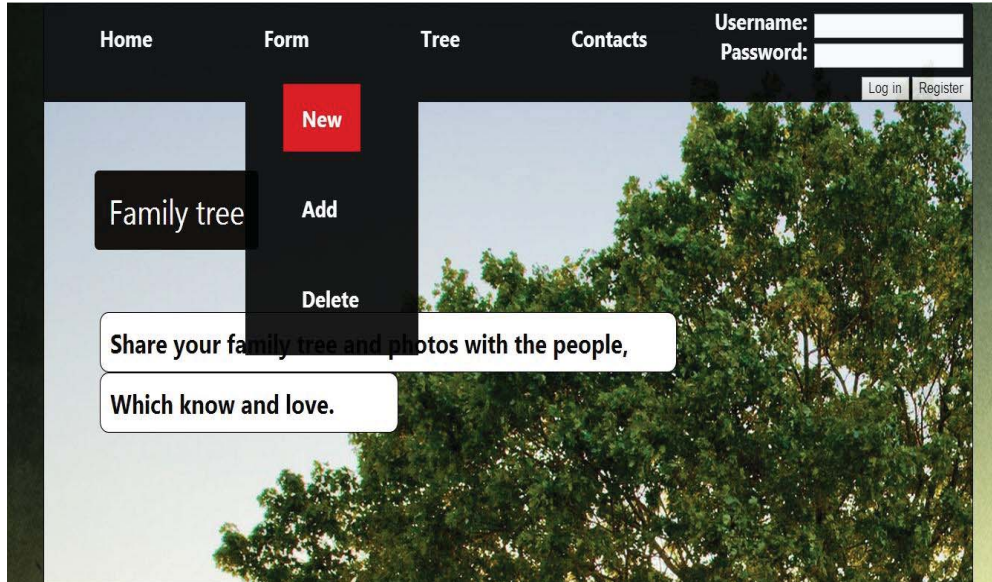 Home Form Tree Contacts
Username:
Password:
Log in Register
New
Family tree
Add
Delete
Share your family tree and photos with the people,
Which know and love.